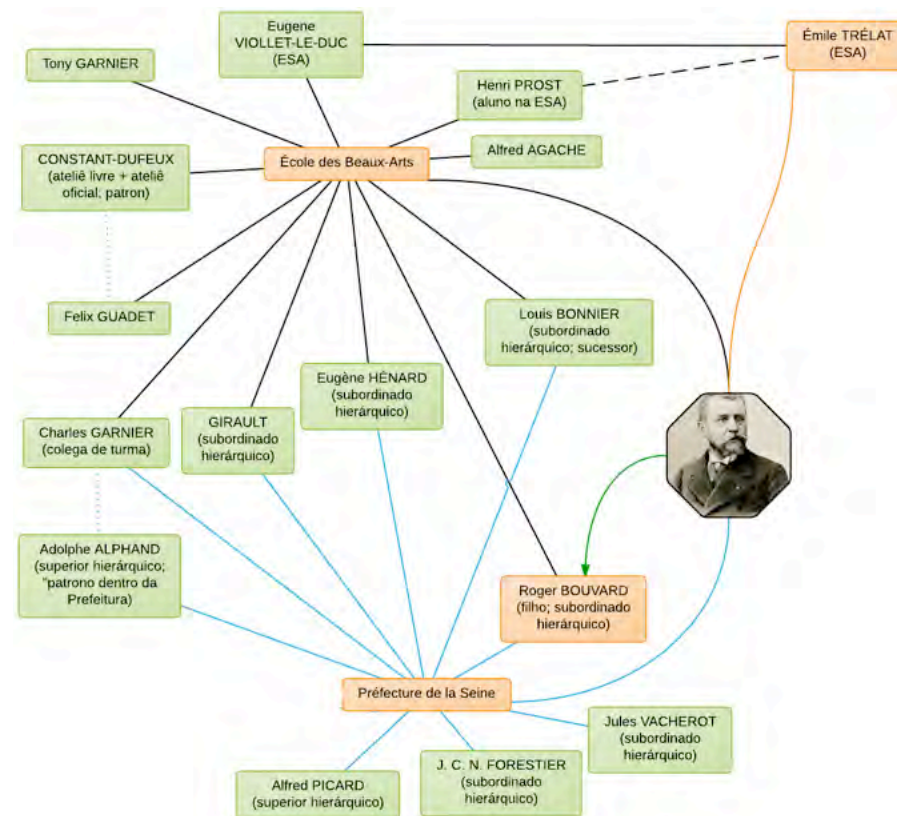 Eugene
VIOLLET-LE-DUC
(ESA)
Émile TRÉLAT
(ESA)
Tony GARNIER
Henri PROST
(aluno na ESA)
CONSTANT-DUFEUX
(ateliê livre + ateliê
oficial; patron)
École des Beaux-Arts
Alfred AGACHE
Felix GUADET
Louis BONNIER
(subordinado
hierárquico; sucessor)
Eugène HÉNARD
(subordinado
hierárquico)
Charles GARNIER
(colega de turma)
GIRAULT
(subordinado
hierárquico)
Adolphe ALPHAND
(superior hierárquico;
"patrono dentro da
Prefeitura)
Roger BOUVARD
(filho; subordinado
hierárquico)
Préfecture de la Seine
Jules VACHEROT
(subordinado
hierárquico)
J. C. N. FORESTIER
(subordinado
hierárquico)
Alfred PICARD
(superior hierárquico)